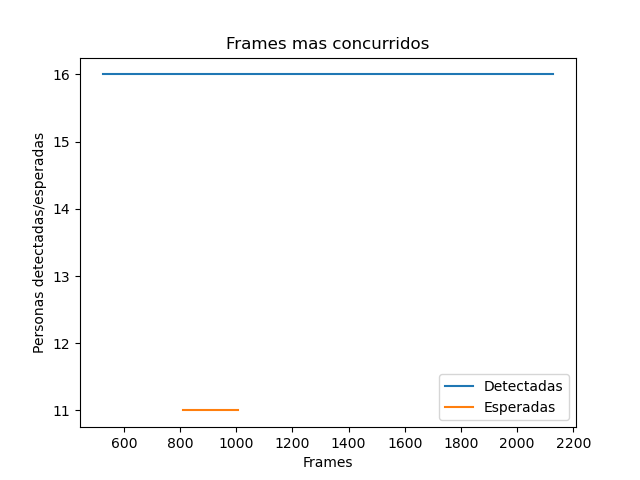 Frames mas concurridos
Personas detectadas/esperadas
16
15
14
13
12
11
Detectadas
Esperadas
600 800 1000 1200 1400 1600 1800 2000 2200
Frames